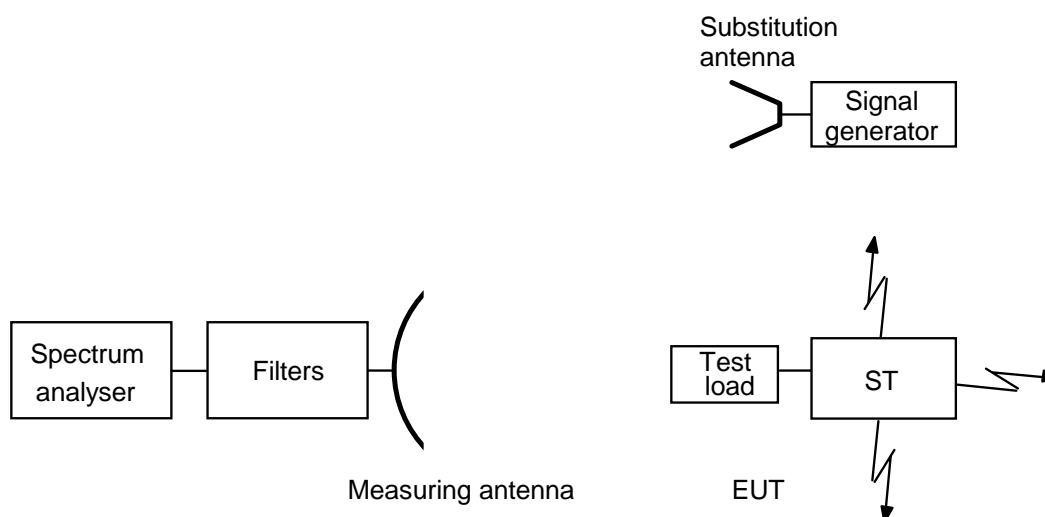 Substitution
antenna
Signal
generator
Spectrum
analyser
Filters
Test
load
ST
Measuring antenna
EUT